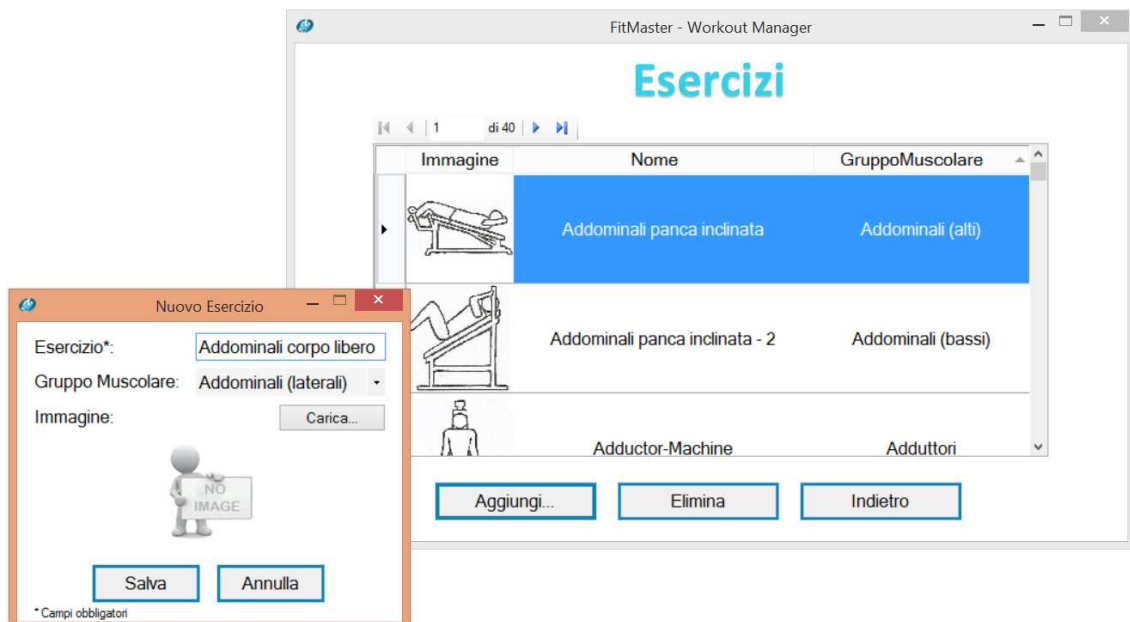 FitMaster - Workout Manager
Esercizi
1 di 40
Immagine Nome GruppoMuscolare
Addominali panca inclinata Addominali (alti)
Addominali panca inclinata - 2 Addominali (bassi)
Adductor-Machine Adduttori
Aggiungi... Elimina Indietro
Nuovo Esercizio
Esercizio*: Addominali corpo libero
Gruppo Muscolare: Addominali (laterali)
Immagine: Carica...
NO
IMAGE
Salva Annulla
* Campi obbligatori